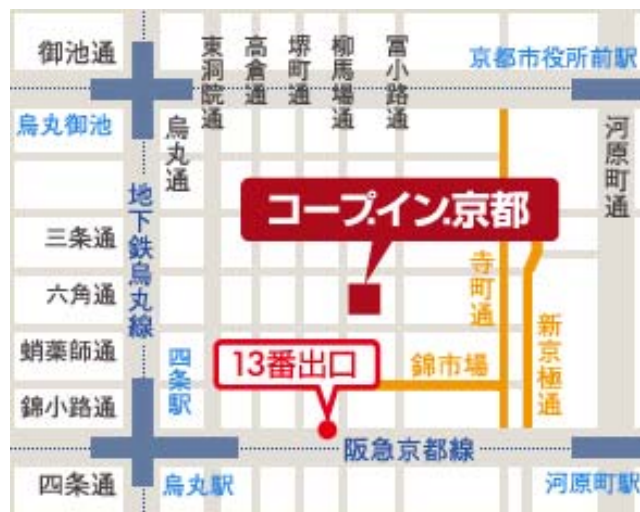 御池通
東洞院通
高倉通
堺町通
柳馬場通
冨小路通
京都市役所前駅
烏丸御池
烏丸通
河原町通
地下鉄烏丸線
コープ.イン.京都
三条通
六角通
寺町通
新京極通
蛸薬師通
四条駅
13番出口
錦市場
錦小路通
阪急京都線
四条通
烏丸駅
河原町駅